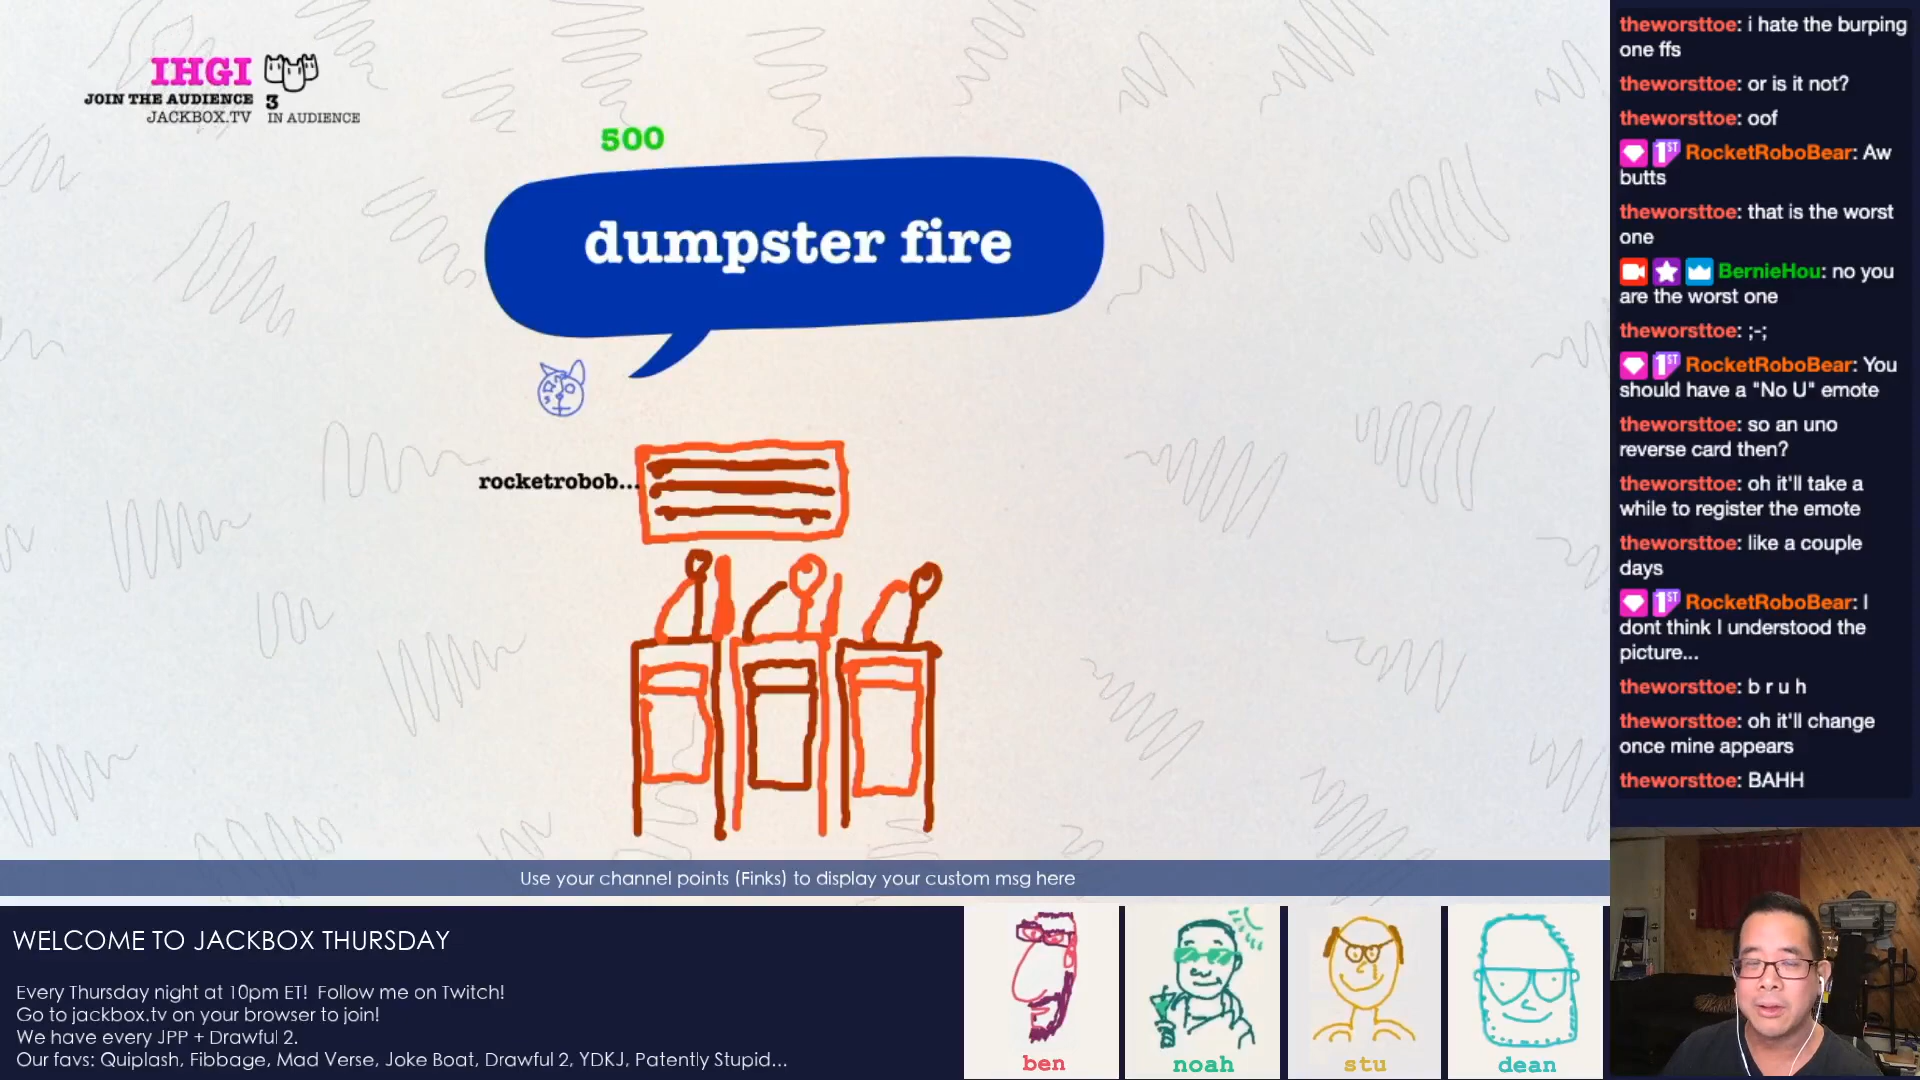 IHGI
JOIN THE AUDIENCE
JACKBOX.TV
3
IN AUDIENCE
500
dumpster fire
rocketrobob...
Use your channel points (Finks) to display your custom msg here
WELCOME TO JACKBOX THURSDAY
Every Thursday night at 10pm ET! Follow me on Twitch!
Go to jackbox.tv on your browser to join!
We have every JPP + Drawful 2.
Our favs: Quiplash, Fibbage, Mad Verse, Joke Boat, Drawful 2, YDKJ, Patently Stupid...
ben
noah
stu
dean
theworsttoe: i hate the burping
one ffs
theworsttoe: or is it not?
theworsttoe: oof
1ST RocketRoboBear: Aw
butts
theworsttoe: that is the worst
one
BernieHou: no you
are the worst one
theworsttoe: ;-;
1ST RocketRoboBear: You
should have a "No U" emote
theworsttoe: so an uno
reverse card then?
theworsttoe: oh it'll take a
while to register the emote
theworsttoe: like a couple
days
1ST RocketRoboBear: I
dont think I understood the
picture...
theworsttoe: b r u h
theworsttoe: oh it'll change
once mine appears
theworsttoe: BAHH